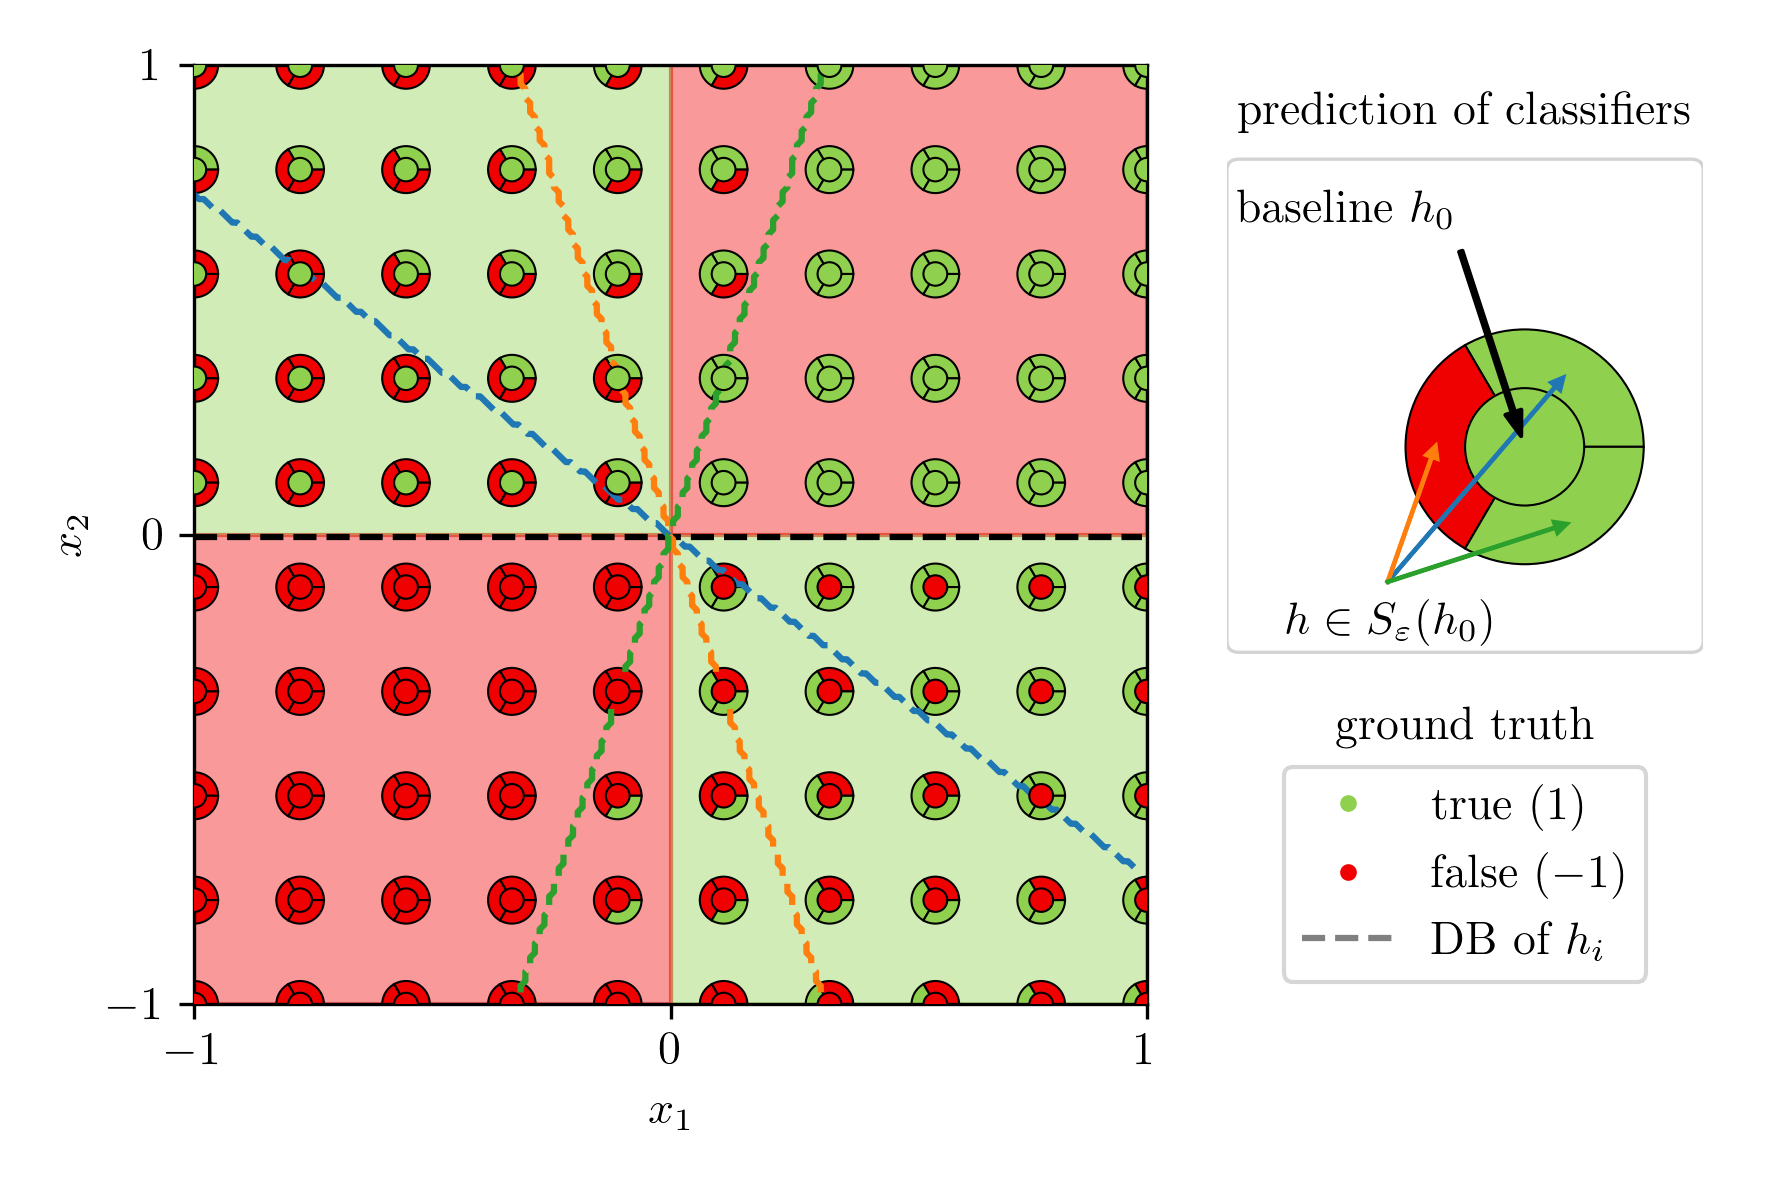 1
0
−1
x₂
−1
0
1
x₁
prediction of classifiers
baseline h₀
h ∈ Sε(h₀)
ground truth
true (1)
false (−1)
DB of hᵢ